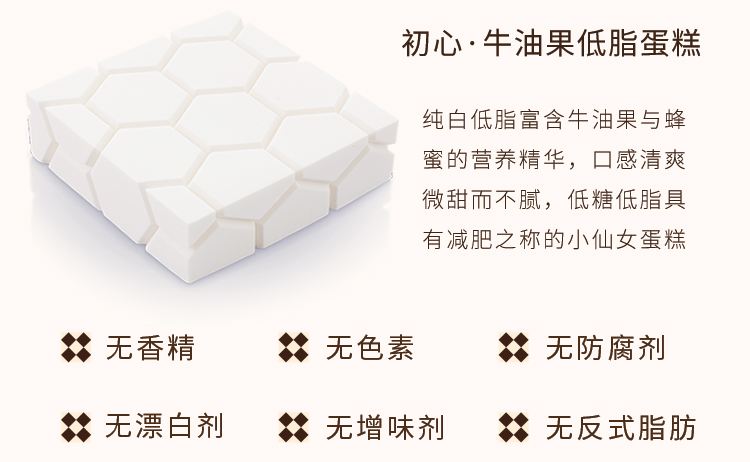 初心·牛油果低脂蛋糕
纯白低脂富含牛油果与蜂
蜜的营养精华，口感清爽
微甜而不腻，低糖低脂具
有减肥之称的小仙女蛋糕
无香精
无色素
无防腐剂
无漂白剂
无增味剂
无反式脂肪